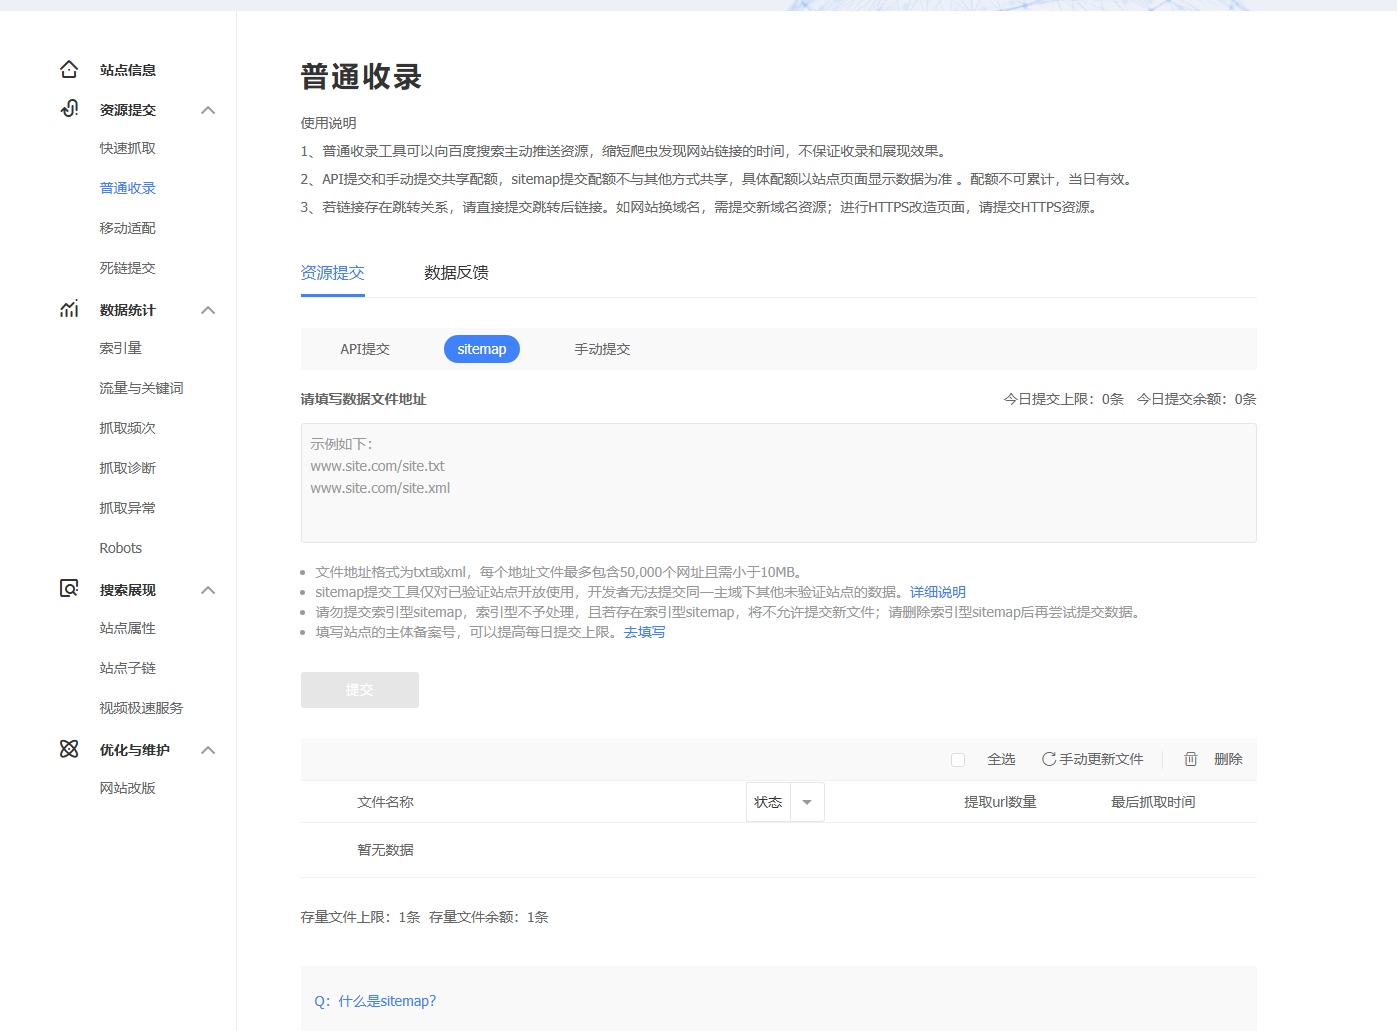 站点信息
资源提交
快速抓取
普通收录
移动适配
死链提交
数据统计
索引量
流量与关键词
抓取频次
抓取诊断
抓取异常
Robots
搜索展现
站点属性
站点子链
视频极速服务
优化与维护
网站改版
普通收录
使用说明
1、普通收录工具可以向百度搜索主动推送资源，缩短爬虫发现网站链接的时间，不保证收录和展现效果。
2、API提交和手动提交共享配额，sitemap提交配额不与其他方式共享，具体配额以站点页面显示数据为准 。配额不可累计，当日有效。
3、若链接存在跳转关系，请直接提交跳转后链接。如网站换域名，需提交新域名资源；进行HTTPS改造页面，请提交HTTPS资源。
资源提交 数据反馈
API提交 sitemap 手动提交
请填写数据文件地址 今日提交上限：0条 今日提交余额：0条
示例如下：
www.site.com/site.txt
www.site.com/site.xml
文件地址格式为txt或xml，每个地址文件最多包含50,000个网址且需小于10MB。
sitemap提交工具仅对已验证站点开放使用，开发者无法提交同一主域下其他未验证站点的数据。详细说明
请勿提交索引型sitemap，索引型不予处理，且若存在索引型sitemap，将不允许提交新文件；请删除索引型sitemap后再尝试提交数据。
填写站点的主体备案号，可以提高每日提交上限。去填写
提交
全选 手动更新文件 删除
文件名称 状态 提取url数量 最后抓取时间
暂无数据
存量文件上限：1条 存量文件余额：1条
Q：什么是sitemap？